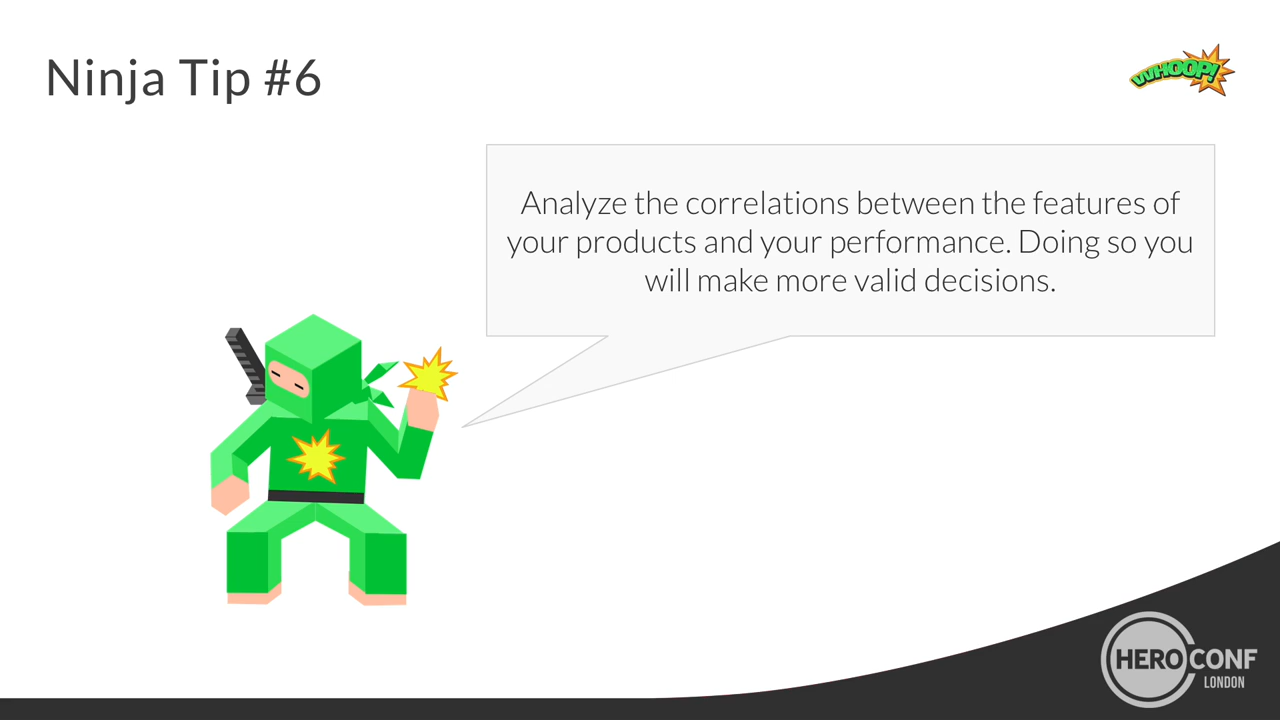 Ninja Tip #6
WHOOP!
Analyze the correlations between the features of
your products and your performance. Doing so you
will make more valid decisions.
HEROCONF
LONDON